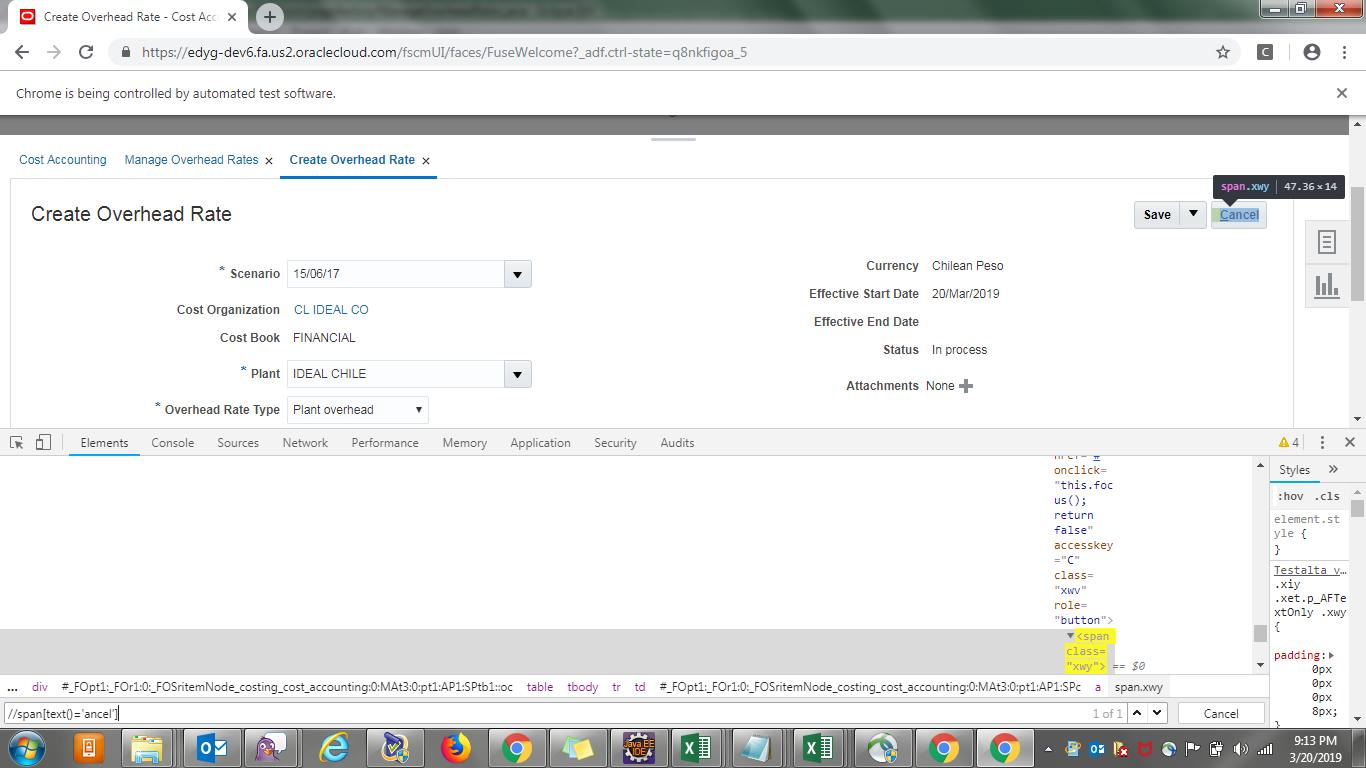 Create Overhead Rate - Cost Acc
https://edyg-dev6.fa.us2.oraclecloud.com/fscmUI/faces/FuseWelcome?_adf.ctrl-state=q8nkfigoa_5
C
Chrome is being controlled by automated test software.
Cost Accounting Manage Overhead Rates Create Overhead Rate
span.xwy 47.36 × 14
Create Overhead Rate
Save Cancel
* Scenario 15/06/17
Cost Organization CL IDEAL CO
Cost Book FINANCIAL
* Plant IDEAL CHILE
* Overhead Rate Type Plant overhead
Currency Chilean Peso
Effective Start Date 20/Mar/2019
Effective End Date
Status In process
Attachments None
Elements Console Sources Network Performance Memory Application Security Audits 4
href="#"
onclick=
"this.foc
us();
return
false"
accesskey
="C"
class=
"xwv"
role=
"button">
<span
class=
"xwy"> == $0
Styles
:hov .cls
element.st
yle {
}
Testalta_v…
.xiy
.xet.p_AFTe
xtOnly .xwy
{
padding:
0px
0px
0px
8px;
}
... div #_FOpt1:_FOr1:0:_FOSritemNode_costing_cost_accounting:0:MAt3:0:pt1:AP1:SPtb1::oc table tbody tr td #_FOpt1:_FOr1:0:_FOSritemNode_costing_cost_accounting:0:MAt3:0:pt1:AP1:SPc a span.xwy
//span[text()='ancel'] 1 of 1 Cancel
Java EE
IDE
9:13 PM
3/20/2019